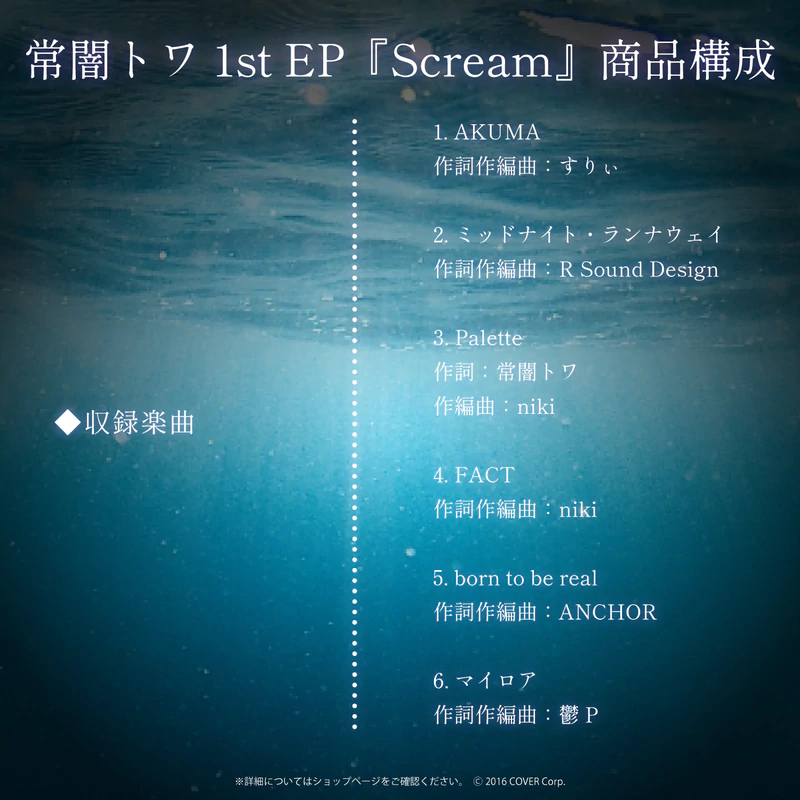 常闇トワ 1st EP『Scream』商品構成
◆収録楽曲
1. AKUMA
作詞作編曲：すりぃ
2. ミッドナイト・ランナウェイ
作詞作編曲：R Sound Design
3. Palette
作詞：常闇トワ
作編曲：niki
4. FACT
作詞作編曲：niki
5. born to be real
作詞作編曲：ANCHOR
6. マイロア
作詞作編曲：鬱 P
※詳細についてはショップページをご確認ください。 © 2016 COVER Corp.